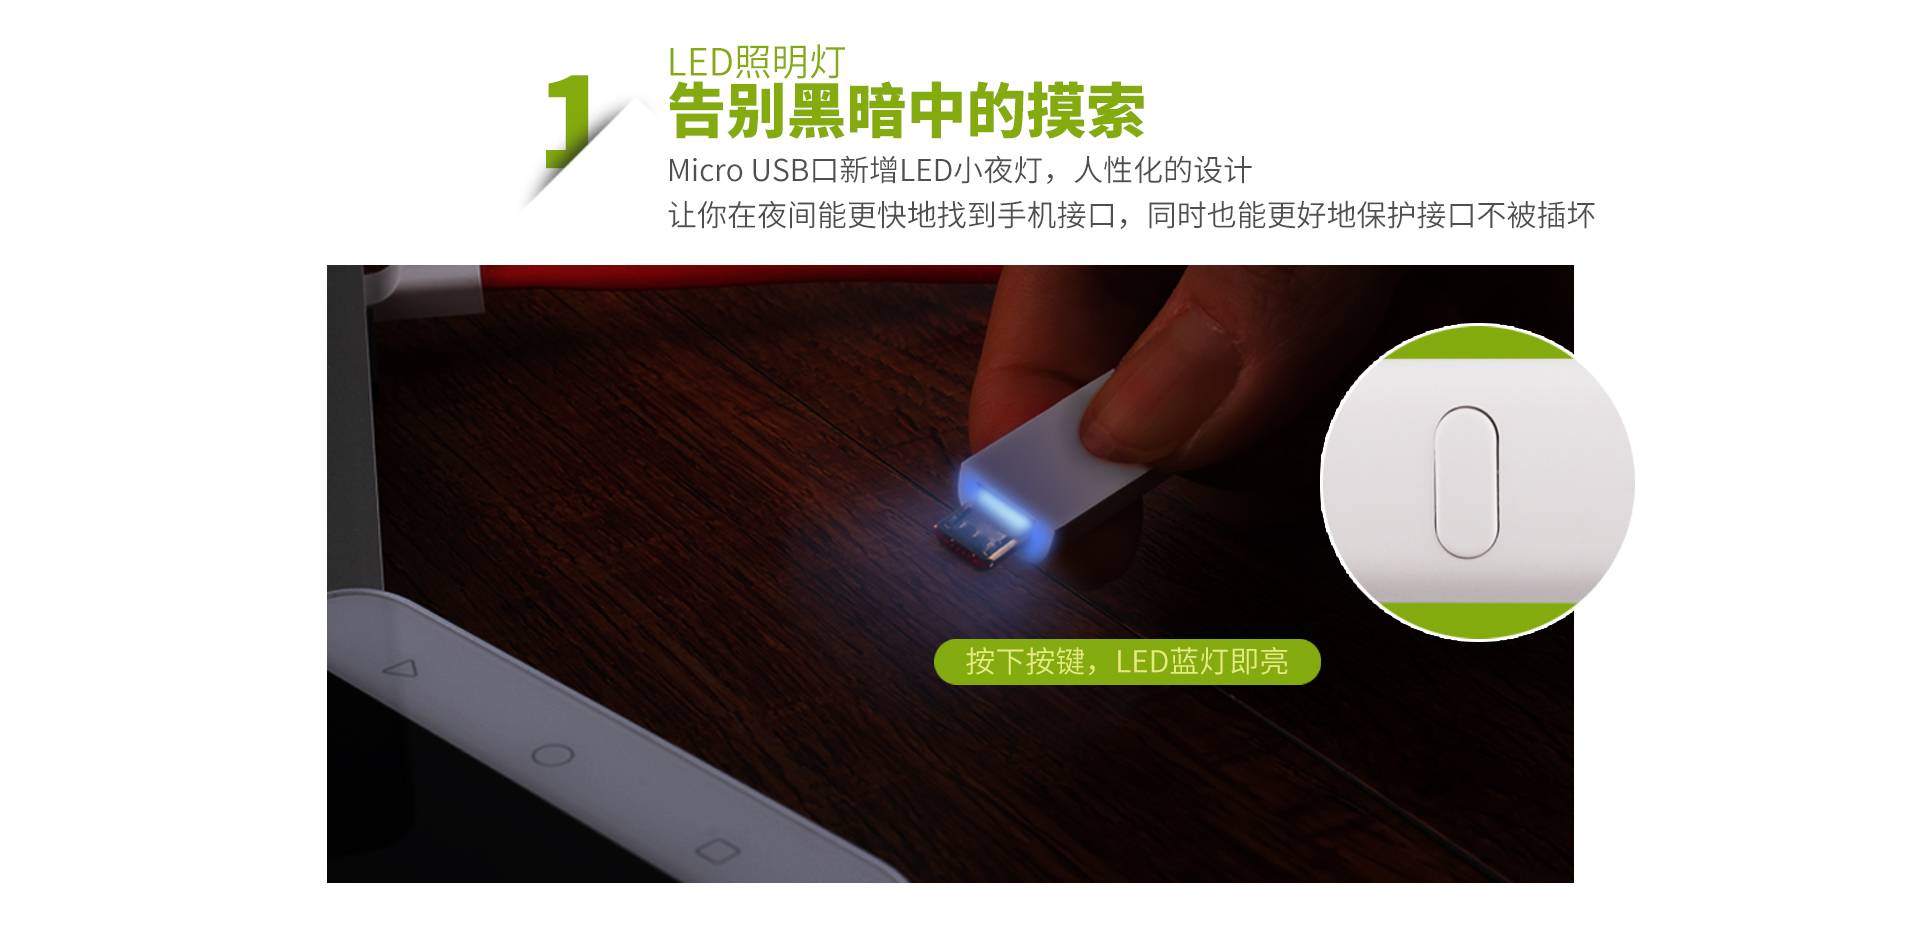 1
LED照明灯
告别黑暗中的摸索
Micro USB口新增LED小夜灯，人性化的设计
让你在夜间能更快地找到手机接口，同时也能更好地保护接口不被插坏
按下按键，LED蓝灯即亮